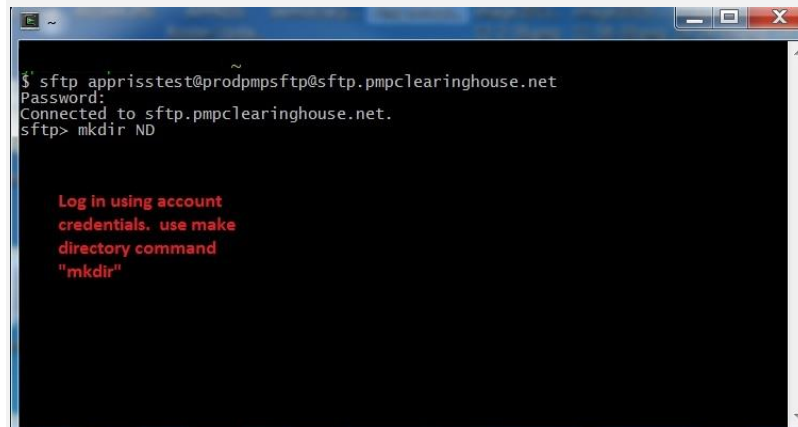 ~
~
$ sftp apprisstest@prodpmpsftp@sftp.pmpclearinghouse.net
Password:
Connected to sftp.pmpclearinghouse.net.
sftp> mkdir ND
Log in using account
credentials. use make
directory command
"mkdir"